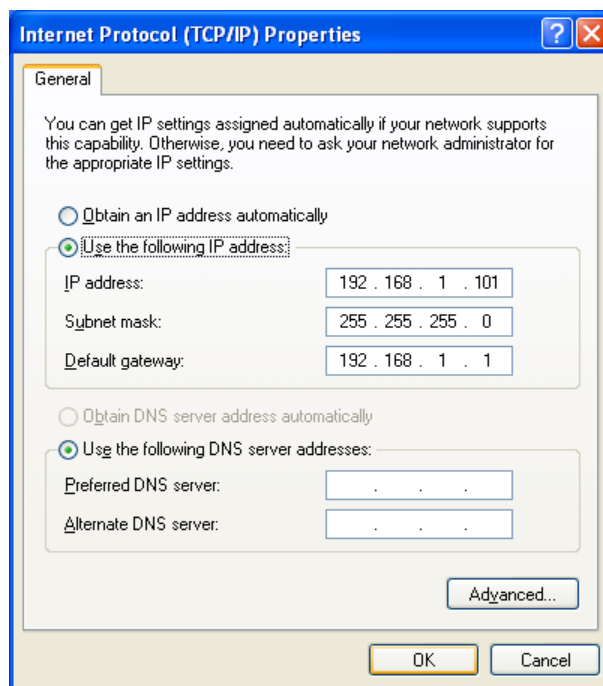 Internet Protocol (TCP/IP) Properties
General
You can get IP settings assigned automatically if your network supports
this capability. Otherwise, you need to ask your network administrator for
the appropriate IP settings.
Obtain an IP address automatically
Use the following IP address:
IP address: 192 . 168 . 1 . 101
Subnet mask: 255 . 255 . 255 . 0
Default gateway: 192 . 168 . 1 . 1
Obtain DNS server address automatically
Use the following DNS server addresses:
Preferred DNS server: . . .
Alternate DNS server: . . .
Advanced...
OK Cancel